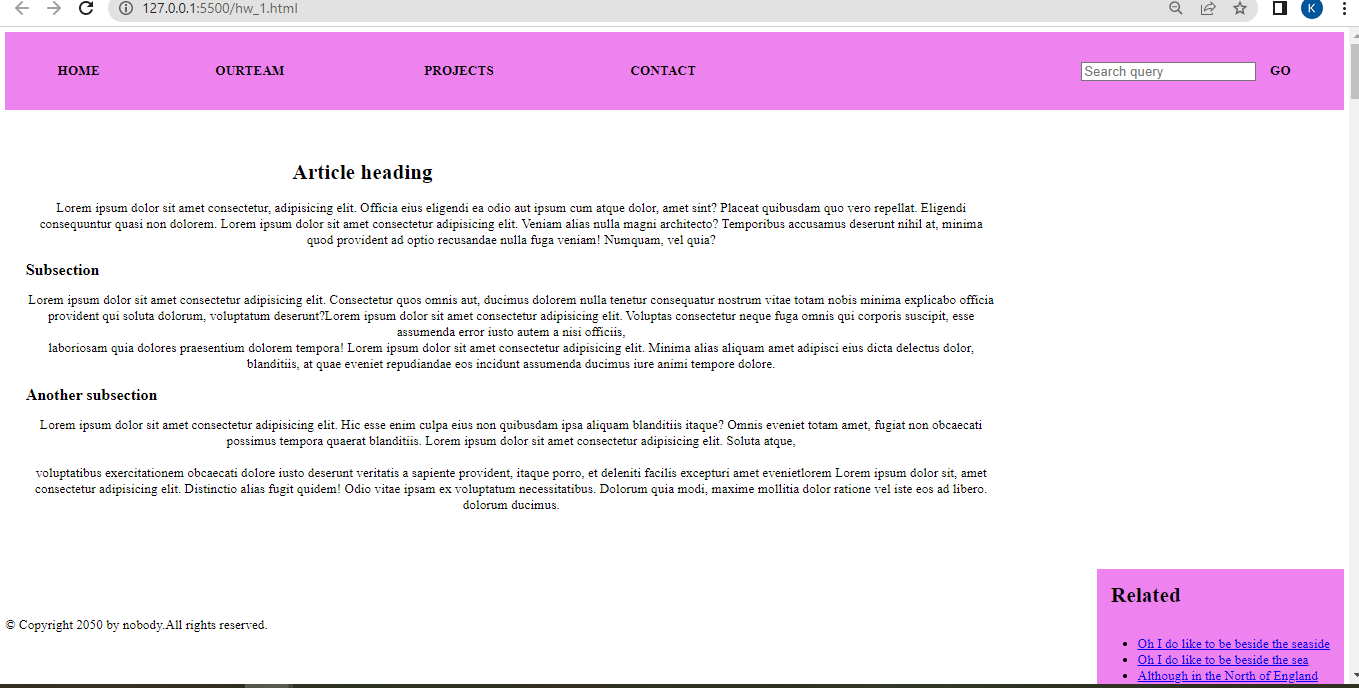 127.0.0.1:5500/hw_1.html
K
HOME OURTEAM PROJECTS CONTACT Search query GO
Article heading
Lorem ipsum dolor sit amet consectetur, adipisicing elit. Officia eius eligendi ea odio aut ipsum cum atque dolor, amet sint? Placeat quibusdam quo vero repellat. Eligendi
consequuntur quasi non dolorem. Lorem ipsum dolor sit amet consectetur adipisicing elit. Veniam alias nulla magni architecto? Temporibus accusamus deserunt nihil at, minima
quod provident ad optio recusandae nulla fuga veniam! Numquam, vel quia?
Subsection
Lorem ipsum dolor sit amet consectetur adipisicing elit. Consectetur quos omnis aut, ducimus dolorem nulla tenetur consequatur nostrum vitae totam nobis minima explicabo officia
provident qui soluta dolorum, voluptatum deserunt?Lorem ipsum dolor sit amet consectetur adipisicing elit. Voluptas consectetur neque fuga omnis qui corporis suscipit, esse
assumenda error iusto autem a nisi officiis,
laboriosam quia dolores praesentium dolorem tempora! Lorem ipsum dolor sit amet consectetur adipisicing elit. Minima alias aliquam amet adipisci eius dicta delectus dolor,
blanditiis, at quae eveniet repudiandae eos incidunt assumenda ducimus iure animi tempore dolore.
Another subsection
Lorem ipsum dolor sit amet consectetur adipisicing elit. Hic esse enim culpa eius non quibusdam ipsa aliquam blanditiis itaque? Omnis eveniet totam amet, fugiat non obcaecati
possimus tempora quaerat blanditiis. Lorem ipsum dolor sit amet consectetur adipisicing elit. Soluta atque,
voluptatibus exercitationem obcaecati dolore iusto deserunt veritatis a sapiente provident, itaque porro, et deleniti facilis excepturi amet evenietlorem Lorem ipsum dolor sit, amet
consectetur adipisicing elit. Distinctio alias fugit quidem! Odio vitae ipsam ex voluptatum necessitatibus. Dolorum quia modi, maxime mollitia dolor ratione vel iste eos ad libero.
dolorum ducimus.
Related
© Copyright 2050 by nobody.All rights reserved.
Oh I do like to be beside the seaside
Oh I do like to be beside the sea
Although in the North of England